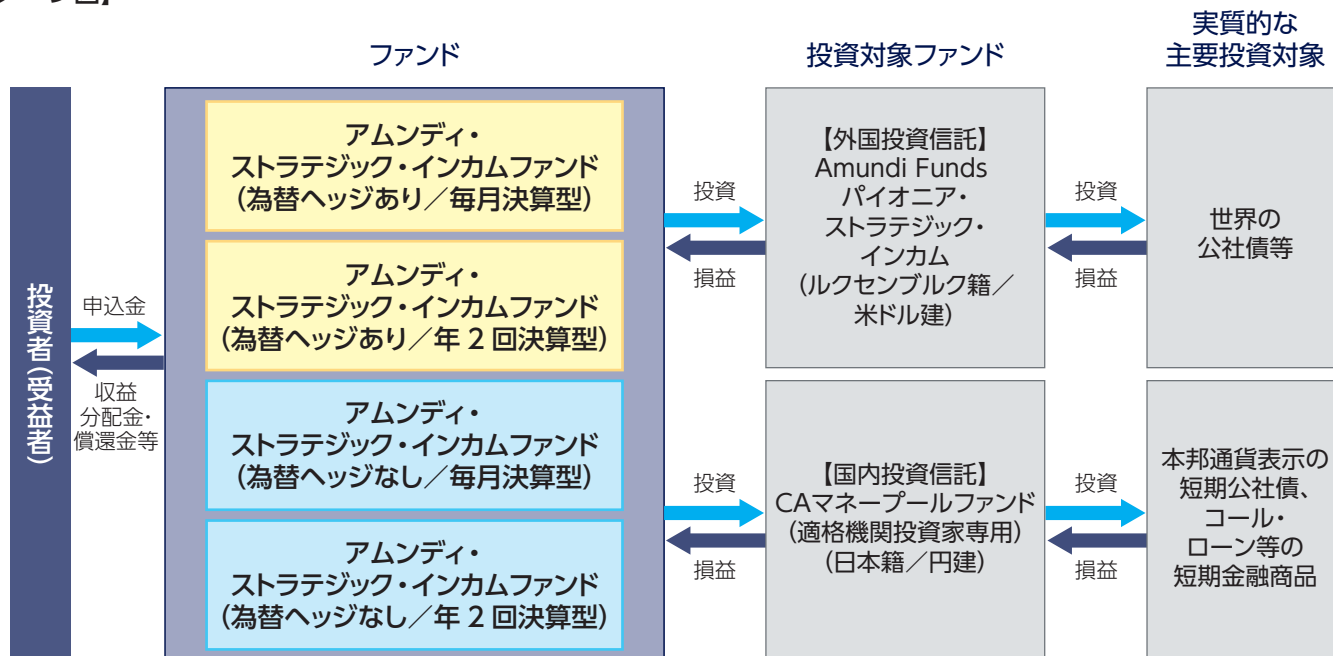 ファンド
投資対象ファンド
実質的な
主要投資対象
投資者(受益者)
申込金
収益
分配金・
償還金等
アムンディ・
ストラテジック・インカムファンド
(為替ヘッジあり／毎月決算型)
アムンディ・
ストラテジック・インカムファンド
(為替ヘッジあり／年 2 回決算型)
アムンディ・
ストラテジック・インカムファンド
(為替ヘッジなし／毎月決算型)
アムンディ・
ストラテジック・インカムファンド
(為替ヘッジなし／年 2 回決算型)
投資
損益
【外国投資信託】
Amundi Funds
パイオニア・
ストラテジック・
インカム
(ルクセンブルク籍／
米ドル建)
投資
損益
世界の
公社債等
投資
損益
【国内投資信託】
CAマネープールファンド
(適格機関投資家専用)
(日本籍／円建)
投資
損益
本邦通貨表示の
短期公社債、
コール・
ローン等の
短期金融商品